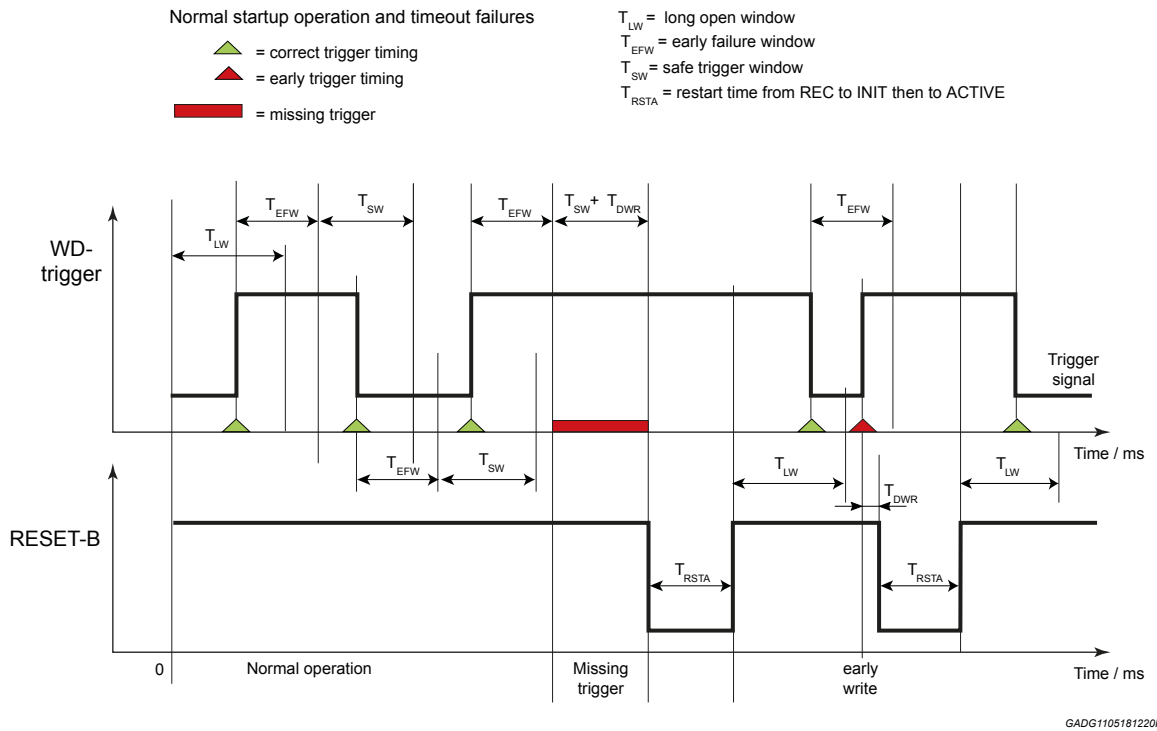 Normal startup operation and timeout failures
= correct trigger timing
= early trigger timing
= missing trigger
TLW = long open window
TEFW = early failure window
TSW = safe trigger window
TRSTA = restart time from REC to INIT then to ACTIVE
TEFW TSW TEFW TSW + TDWR TEFW
TLW
WD-
trigger
Trigger
signal
Time / ms
TEFW TSW TLW TLW
TDWR
RESET-B
TRSTA TRSTA
0 Normal operation Missing early Time / ms
trigger write
GADG1105181220